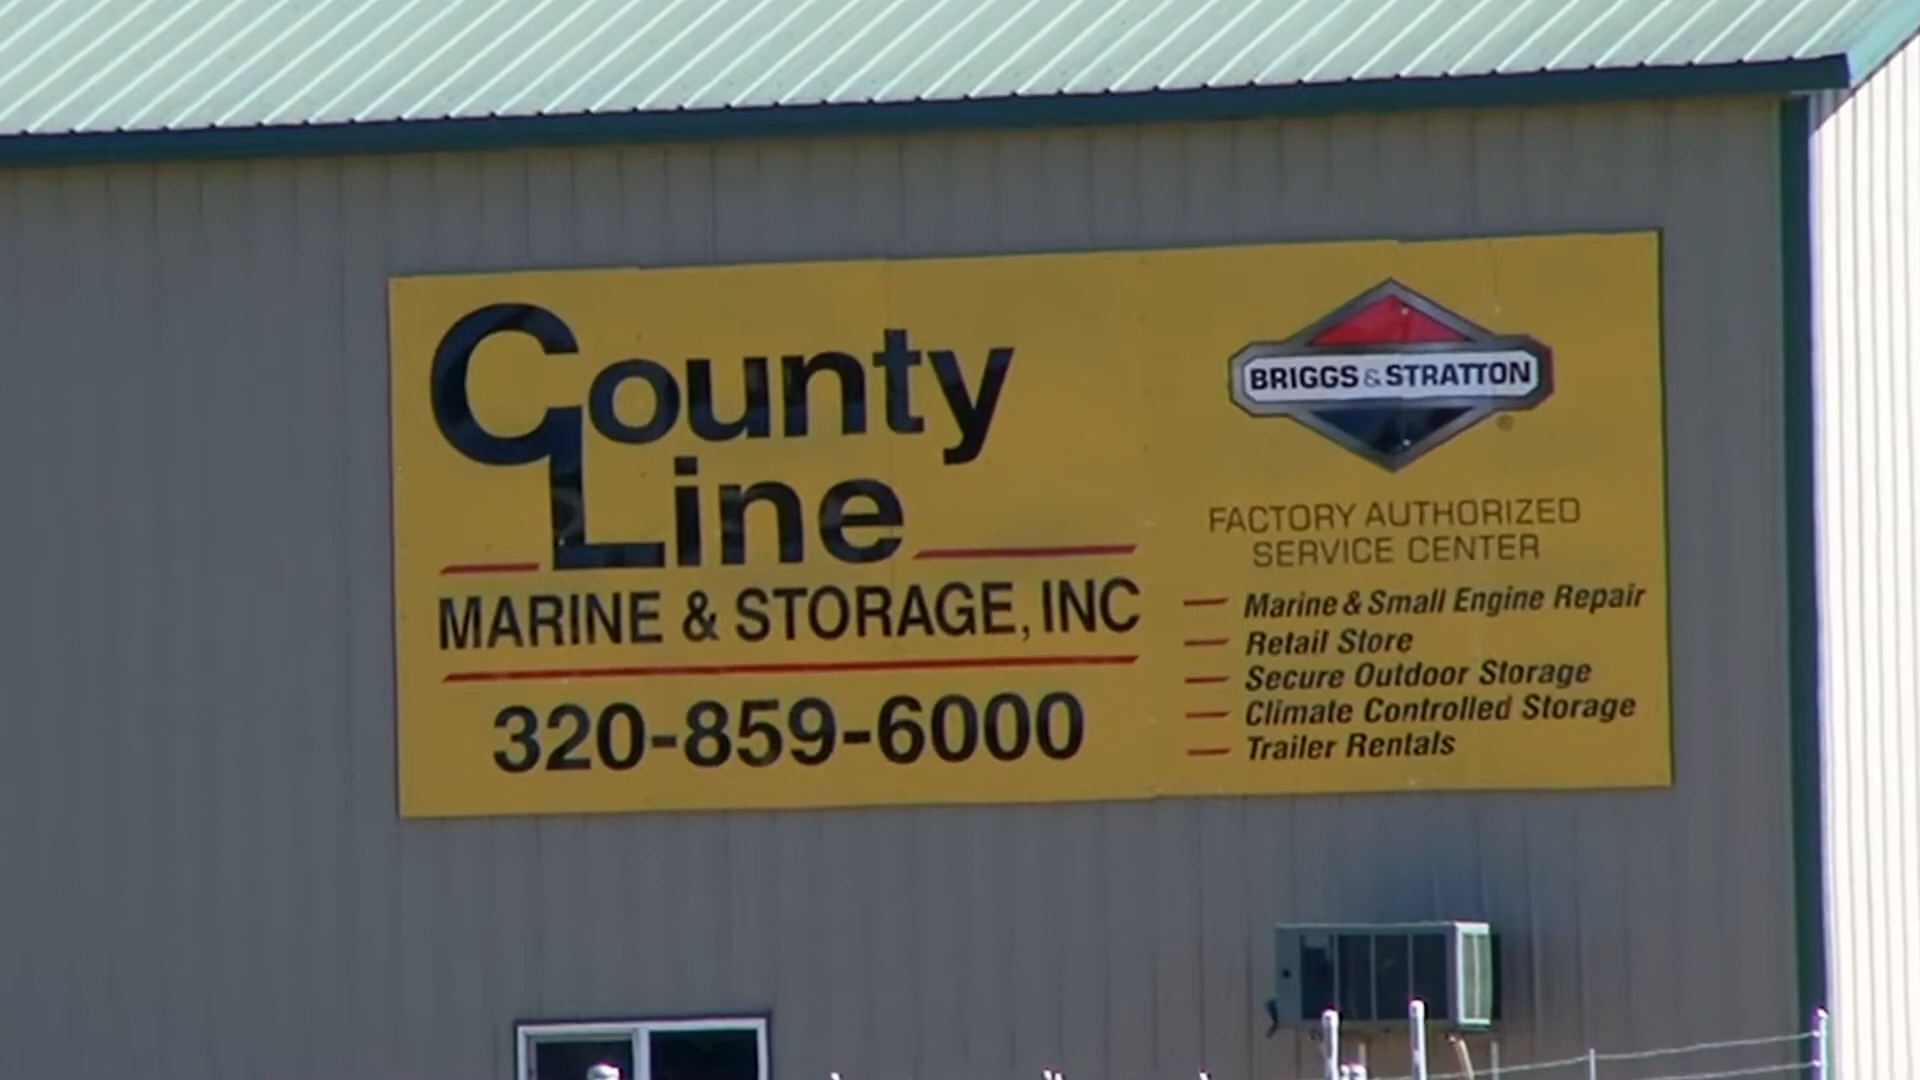 County
Line
MARINE & STORAGE, INC
320-859-6000
BRIGGS & STRATTON
®
FACTORY AUTHORIZED
SERVICE CENTER
Marine & Small Engine Repair
Retail Store
Secure Outdoor Storage
Climate Controlled Storage
Trailer Rentals